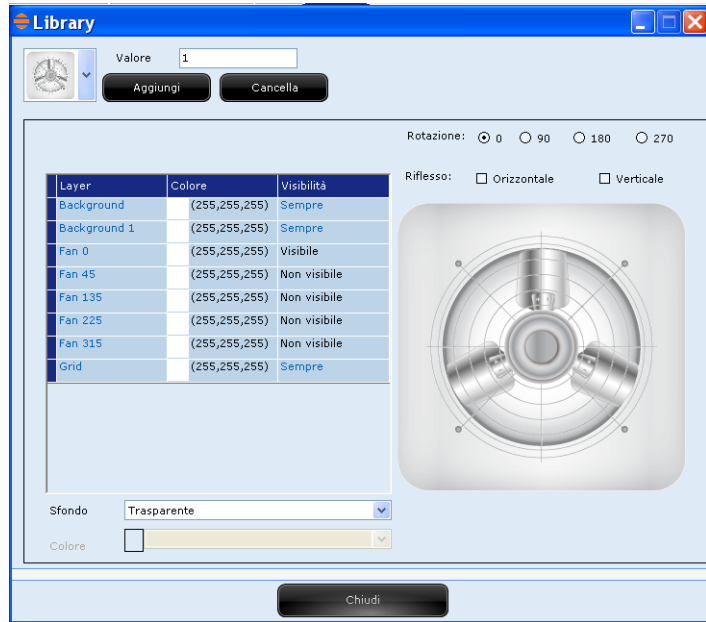 Library
Valore 1
Aggiungi Cancella
Rotazione: 0 90 180 270
Riflesso: Orizzontale Verticale
Layer Colore Visibilità
Background (255,255,255) Sempre
Background 1 (255,255,255) Sempre
Fan 0 (255,255,255) Visibile
Fan 45 (255,255,255) Non visibile
Fan 135 (255,255,255) Non visibile
Fan 225 (255,255,255) Non visibile
Fan 315 (255,255,255) Non visibile
Grid (255,255,255) Sempre
Sfondo Trasparente
Colore
Chiudi